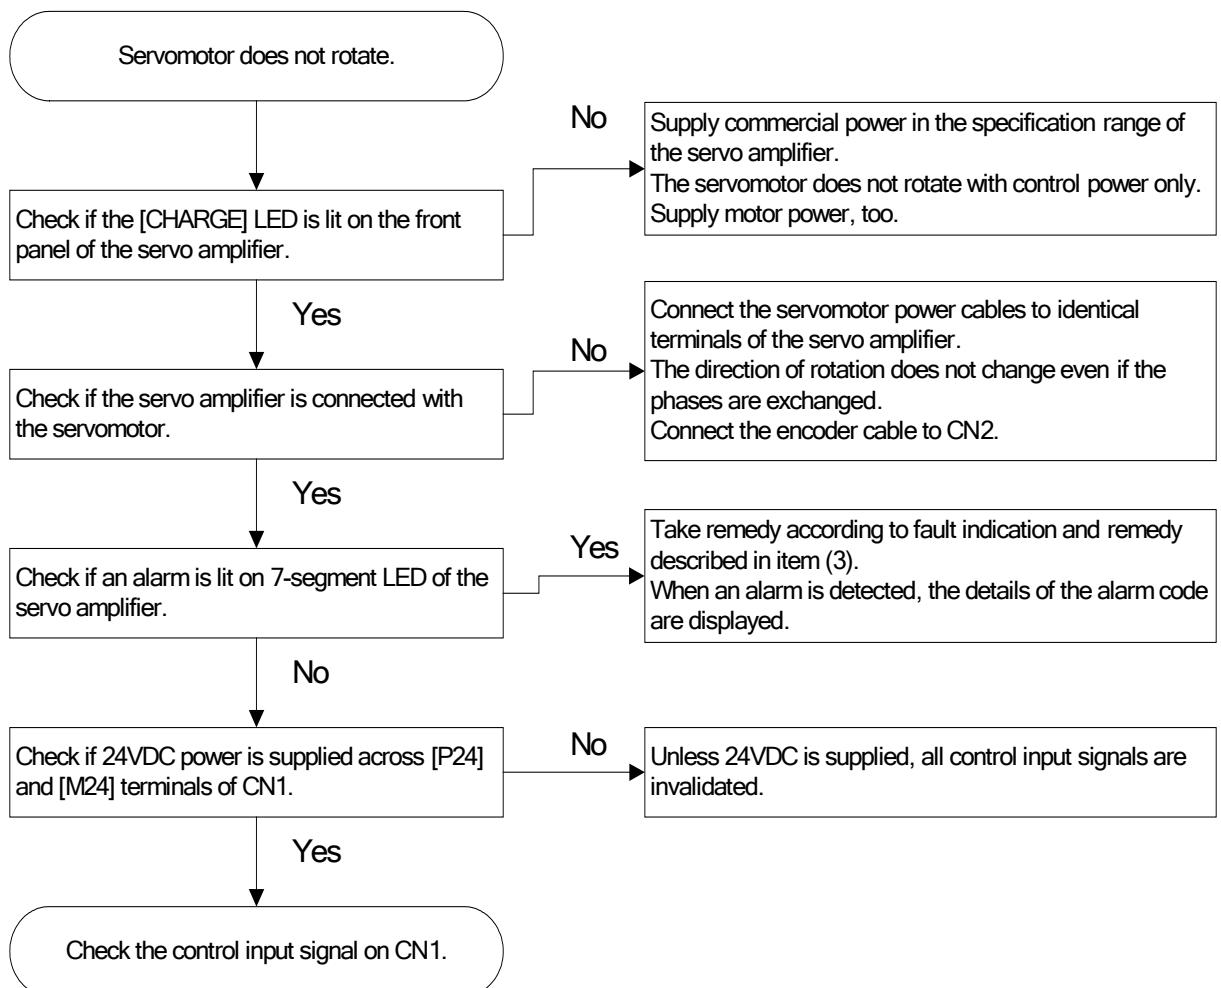 Servomotor does not rotate.
No
Supply commercial power in the specification range of
the servo amplifier.
The servomotor does not rotate with control power only.
Supply motor power, too.
Check if the [CHARGE] LED is lit on the front
panel of the servo amplifier.
Yes
No
Connect the servomotor power cables to identical
terminals of the servo amplifier.
The direction of rotation does not change even if the
phases are exchanged.
Connect the encoder cable to CN2.
Check if the servo amplifier is connected with
the servomotor.
Yes
Yes
Take remedy according to fault indication and remedy
described in item (3).
When an alarm is detected, the details of the alarm code
are displayed.
Check if an alarm is lit on 7-segment LED of the
servo amplifier.
No
Check if 24VDC power is supplied across [P24]
and [M24] terminals of CN1.
No
Unless 24VDC is supplied, all control input signals are
invalidated.
Yes
Check the control input signal on CN1.